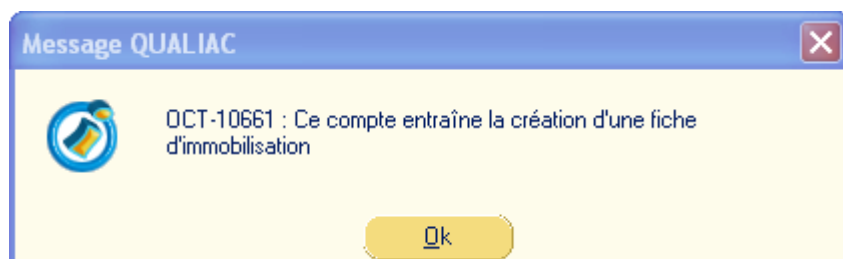 Message QUALIAC
OCT-10661 : Ce compte entraîne la création d'une fiche
d'immobilisation
Ok